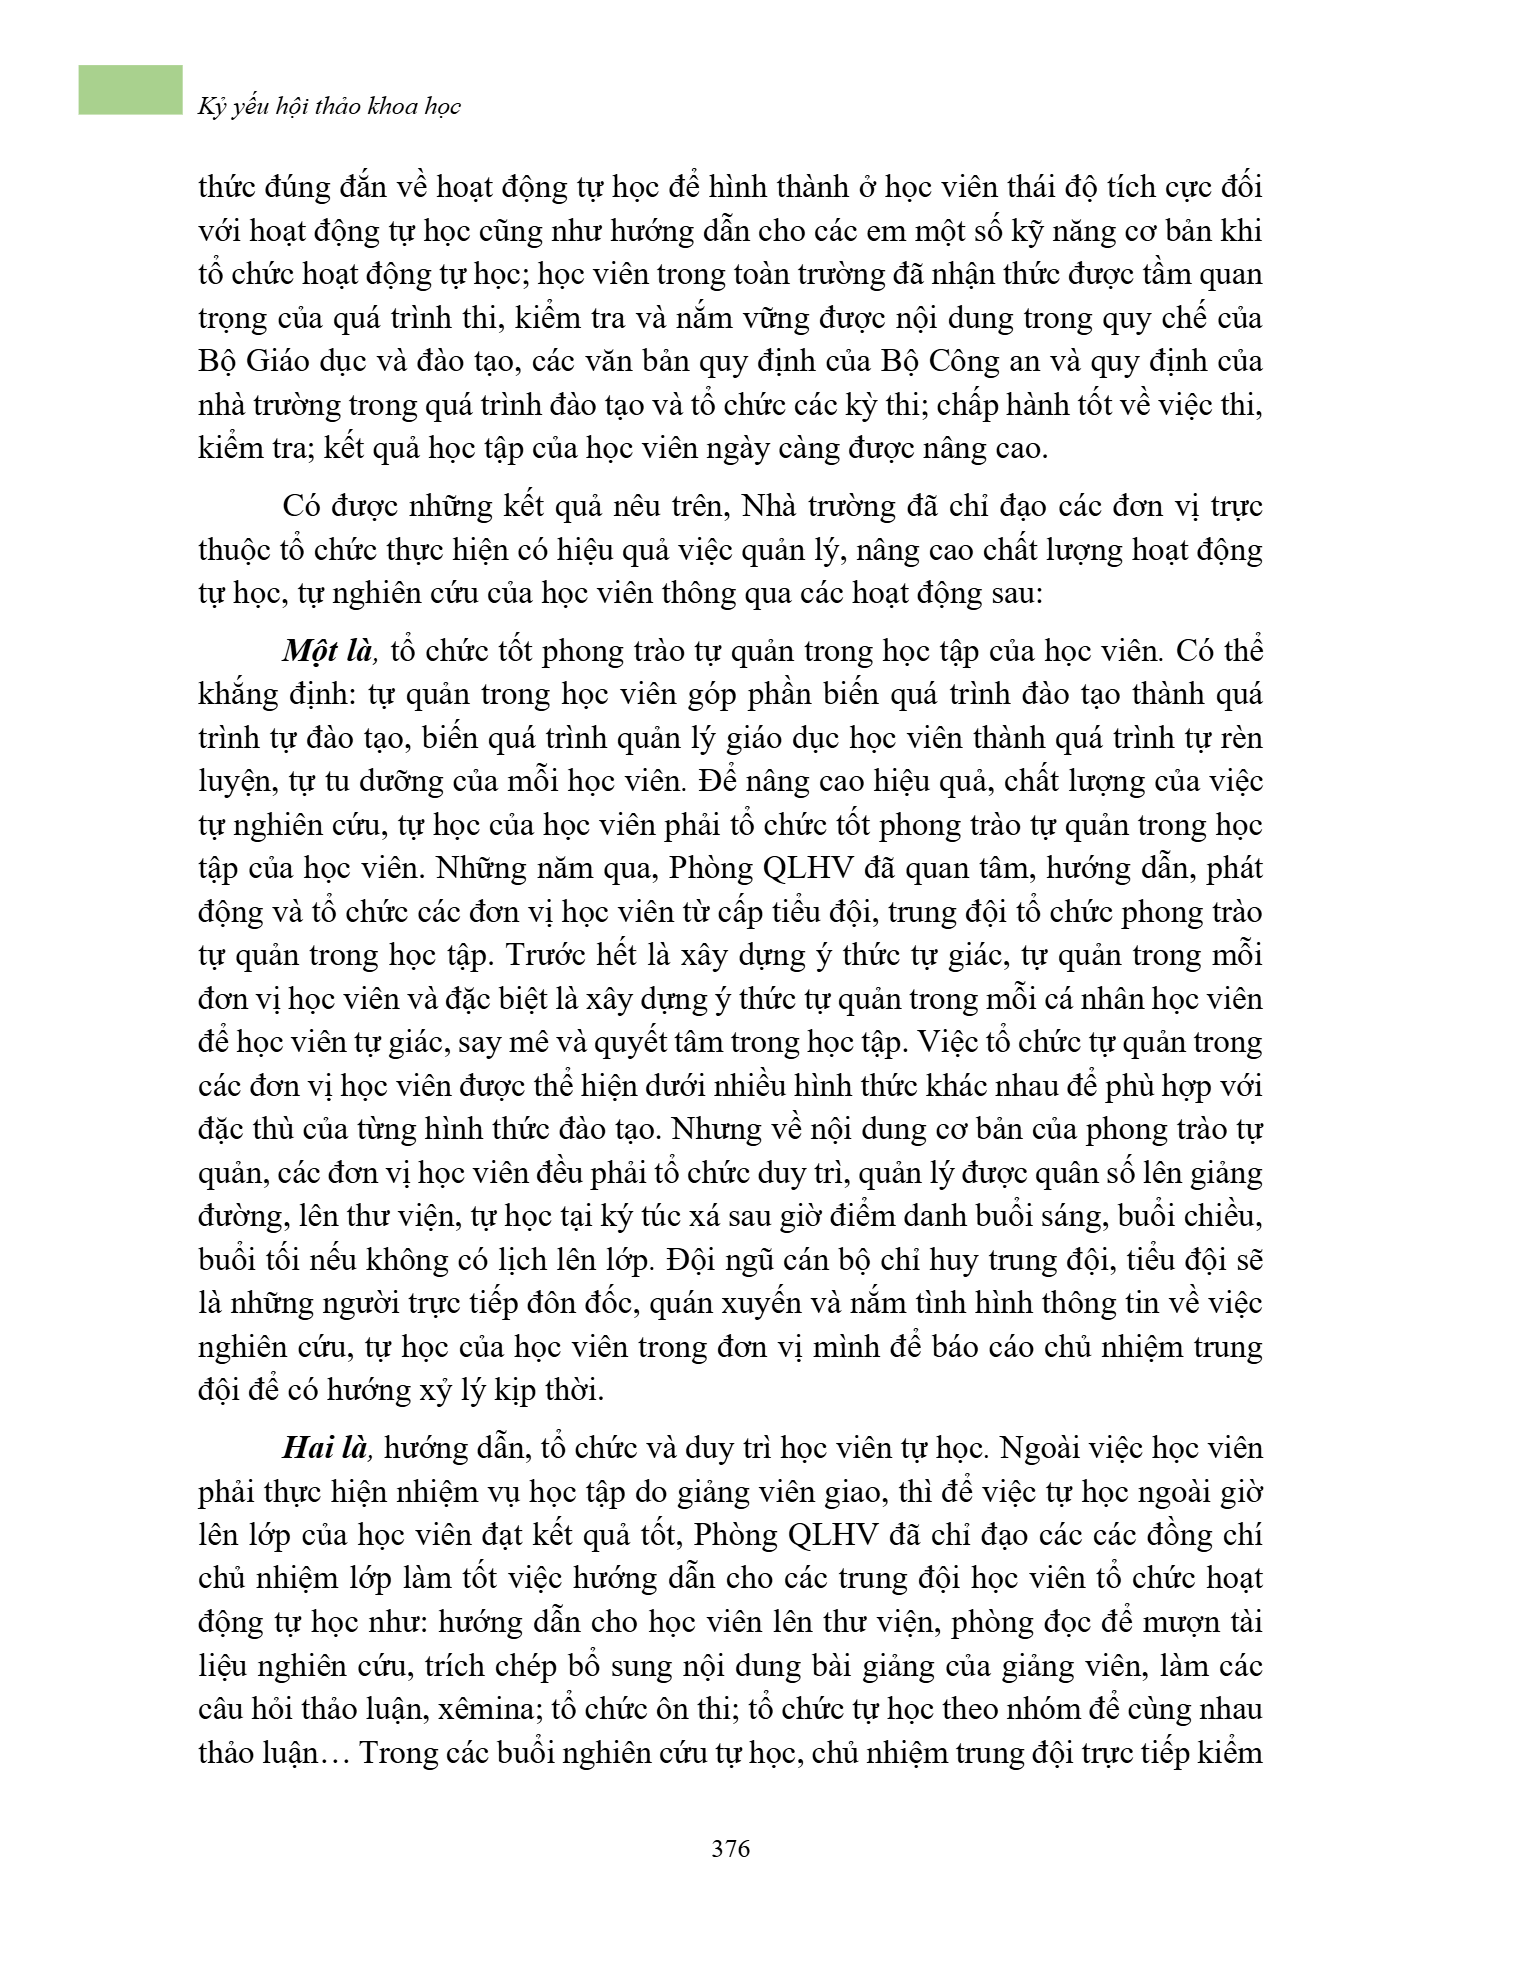 Kỷ yếu hội thảo khoa học
thức đúng đắn về hoạt động tự học để hình thành ở học viên thái độ tích cực đối
với hoạt động tự học cũng như hướng dẫn cho các em một số kỹ năng cơ bản khi
tổ chức hoạt động tự học; học viên trong toàn trường đã nhận thức được tầm quan
trọng của quá trình thi, kiểm tra và nắm vững được nội dung trong quy chế của
Bộ Giáo dục và đào tạo, các văn bản quy định của Bộ Công an và quy định của
nhà trường trong quá trình đào tạo và tổ chức các kỳ thi; chấp hành tốt về việc thi,
kiểm tra; kết quả học tập của học viên ngày càng được nâng cao.
Có được những kết quả nêu trên, Nhà trường đã chỉ đạo các đơn vị trực
thuộc tổ chức thực hiện có hiệu quả việc quản lý, nâng cao chất lượng hoạt động
tự học, tự nghiên cứu của học viên thông qua các hoạt động sau:
Một là, tổ chức tốt phong trào tự quản trong học tập của học viên. Có thể
khắng định: tự quản trong học viên góp phần biến quá trình đào tạo thành quá
trình tự đào tạo, biến quá trình quản lý giáo dục học viên thành quá trình tự rèn
luyện, tự tu dưỡng của mỗi học viên. Để nâng cao hiệu quả, chất lượng của việc
tự nghiên cứu, tự học của học viên phải tổ chức tốt phong trào tự quản trong học
tập của học viên. Những năm qua, Phòng QLHV đã quan tâm, hướng dẫn, phát
động và tổ chức các đơn vị học viên từ cấp tiểu đội, trung đội tổ chức phong trào
tự quản trong học tập. Trước hết là xây dựng ý thức tự giác, tự quản trong mỗi
đơn vị học viên và đặc biệt là xây dựng ý thức tự quản trong mỗi cá nhân học viên
để học viên tự giác, say mê và quyết tâm trong học tập. Việc tổ chức tự quản trong
các đơn vị học viên được thể hiện dưới nhiều hình thức khác nhau để phù hợp với
đặc thù của từng hình thức đào tạo. Nhưng về nội dung cơ bản của phong trào tự
quản, các đơn vị học viên đều phải tổ chức duy trì, quản lý được quân số lên giảng
đường, lên thư viện, tự học tại ký túc xá sau giờ điểm danh buổi sáng, buổi chiều,
buổi tối nếu không có lịch lên lớp. Đội ngũ cán bộ chỉ huy trung đội, tiểu đội sẽ
là những người trực tiếp đôn đốc, quán xuyến và nắm tình hình thông tin về việc
nghiên cứu, tự học của học viên trong đơn vị mình để báo cáo chủ nhiệm trung
đội để có hướng xỷ lý kịp thời.
Hai là, hướng dẫn, tổ chức và duy trì học viên tự học. Ngoài việc học viên
phải thực hiện nhiệm vụ học tập do giảng viên giao, thì để việc tự học ngoài giờ
lên lớp của học viên đạt kết quả tốt, Phòng QLHV đã chỉ đạo các các đồng chí
chủ nhiệm lớp làm tốt việc hướng dẫn cho các trung đội học viên tổ chức hoạt
động tự học như: hướng dẫn cho học viên lên thư viện, phòng đọc để mượn tài
liệu nghiên cứu, trích chép bổ sung nội dung bài giảng của giảng viên, làm các
câu hỏi thảo luận, xêmina; tổ chức ôn thi; tổ chức tự học theo nhóm để cùng nhau
thảo luận… Trong các buổi nghiên cứu tự học, chủ nhiệm trung đội trực tiếp kiểm
376